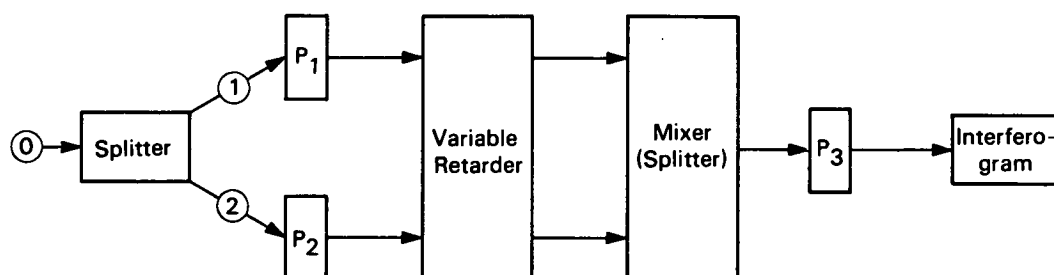 P1
1
0
Splitter
Variable
Retarder
Mixer
(Splitter)
P3
Interfero-
gram
2
P2